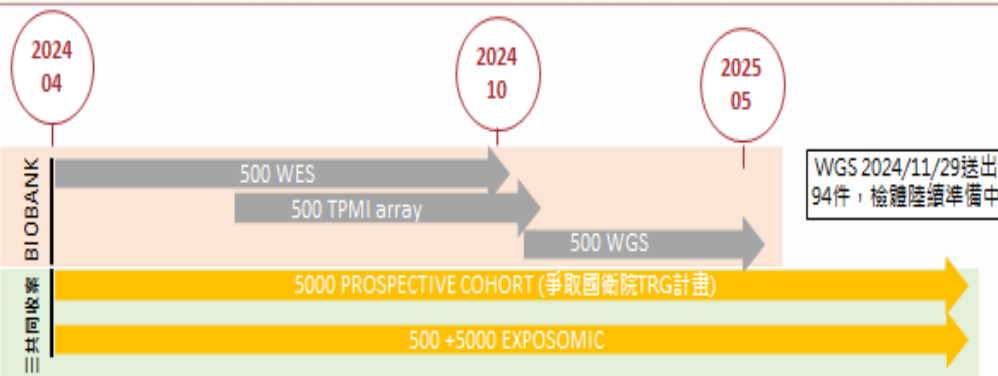 2024
04
2024
10
2025
05
BIOBANK
500 WES
500 TPMI array
500 WGS
WGS 2024/11/29送出
94件，檢體陸續準備中
三共同收案
5000 PROSPECTIVE COHORT (爭取國衛院TRG計畫)
500 +5000 EXPOSOMIC